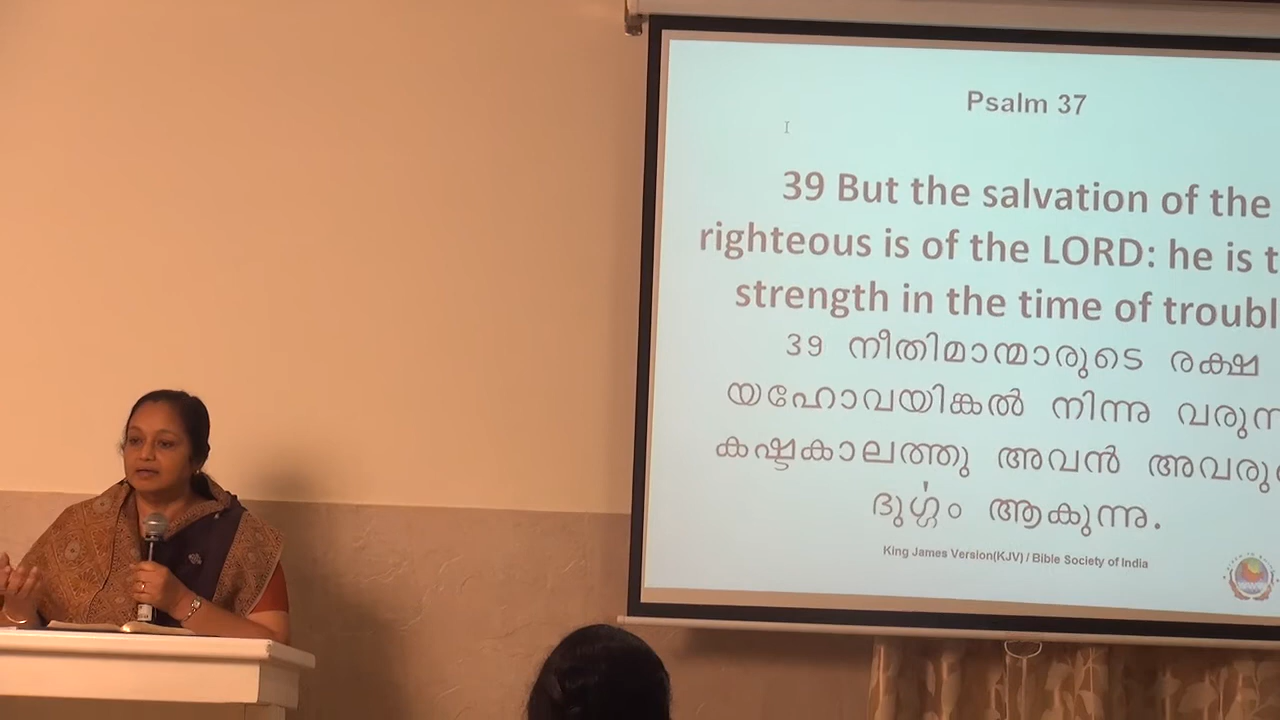 Psalm 37
39 But the salvation of the
righteous is of the LORD: he is
strength in the time of
39 നീതിമാന്മാരുടെ രക്ഷ
യഹോവയിങ്കൽ നിന്നു
കഷ്ടകാലത്തു അവൻ
ദുൎഗ്ഗം ആകുന്നു.
King James Version(KJV) / Bible Society of India